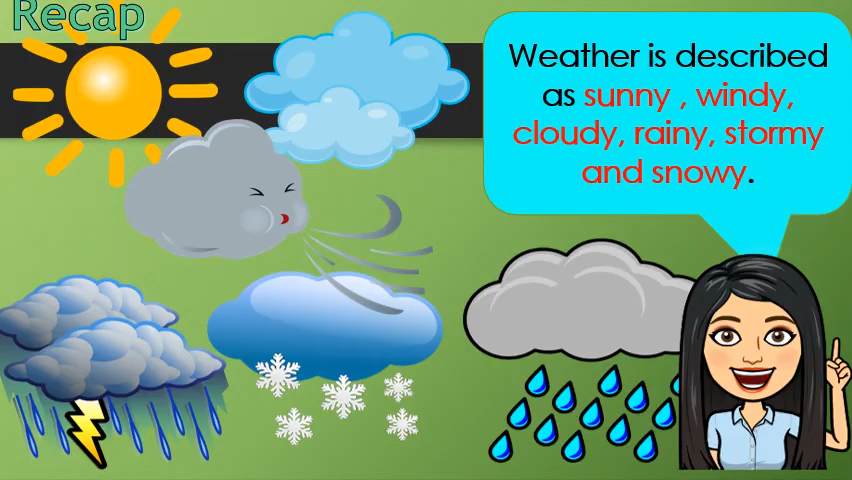 Recap
Weather is described
as sunny , windy,
cloudy, rainy, stormy
and snowy.